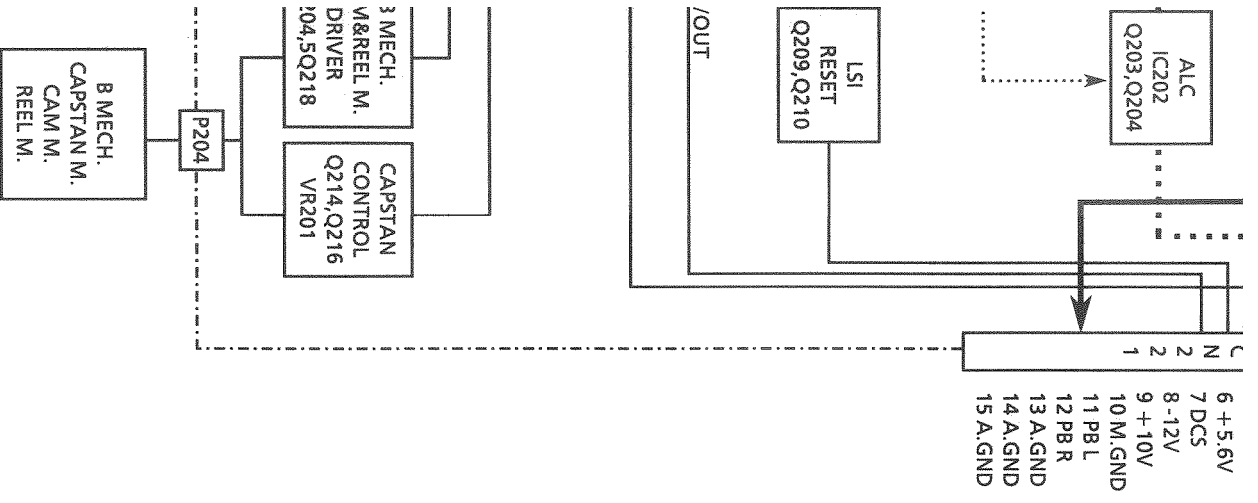 ALC
IC202
Q203,Q204
LSI
RESET
Q209,Q210
/OUT
MECH.
M&REEL M.
DRIVER
04,5Q218
CAPSTAN
CONTROL
Q214,Q216
VR201
P204
B MECH.
CAPSTAN M.
CAM M.
REEL M.
CN221
6 +5.6V
7 DCS
8 -12V
9 +10V
10 M.GND
11 PB L
12 PB R
13 A.GND
14 A.GND
15 A.GND